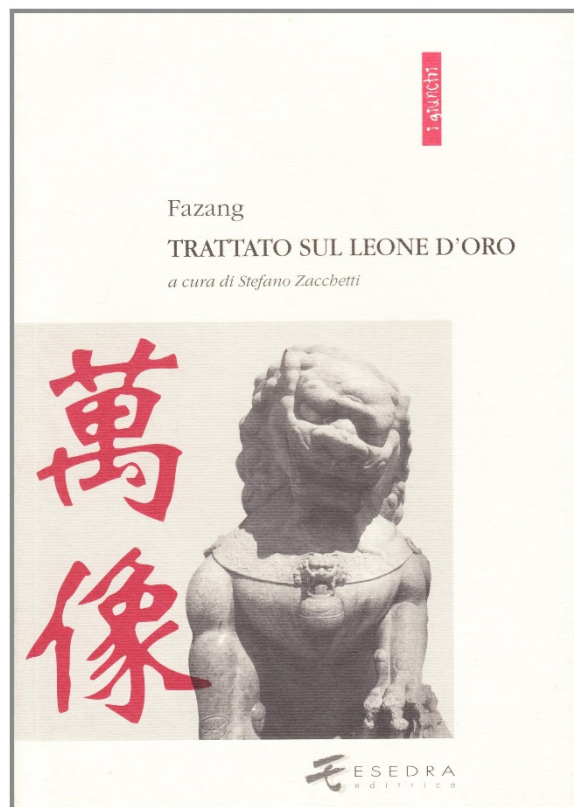 i giunchi
Fazang
TRATTATO SUL LEONE D'ORO
a cura di Stefano Zacchetti
萬
像
ESEDRA
editrice